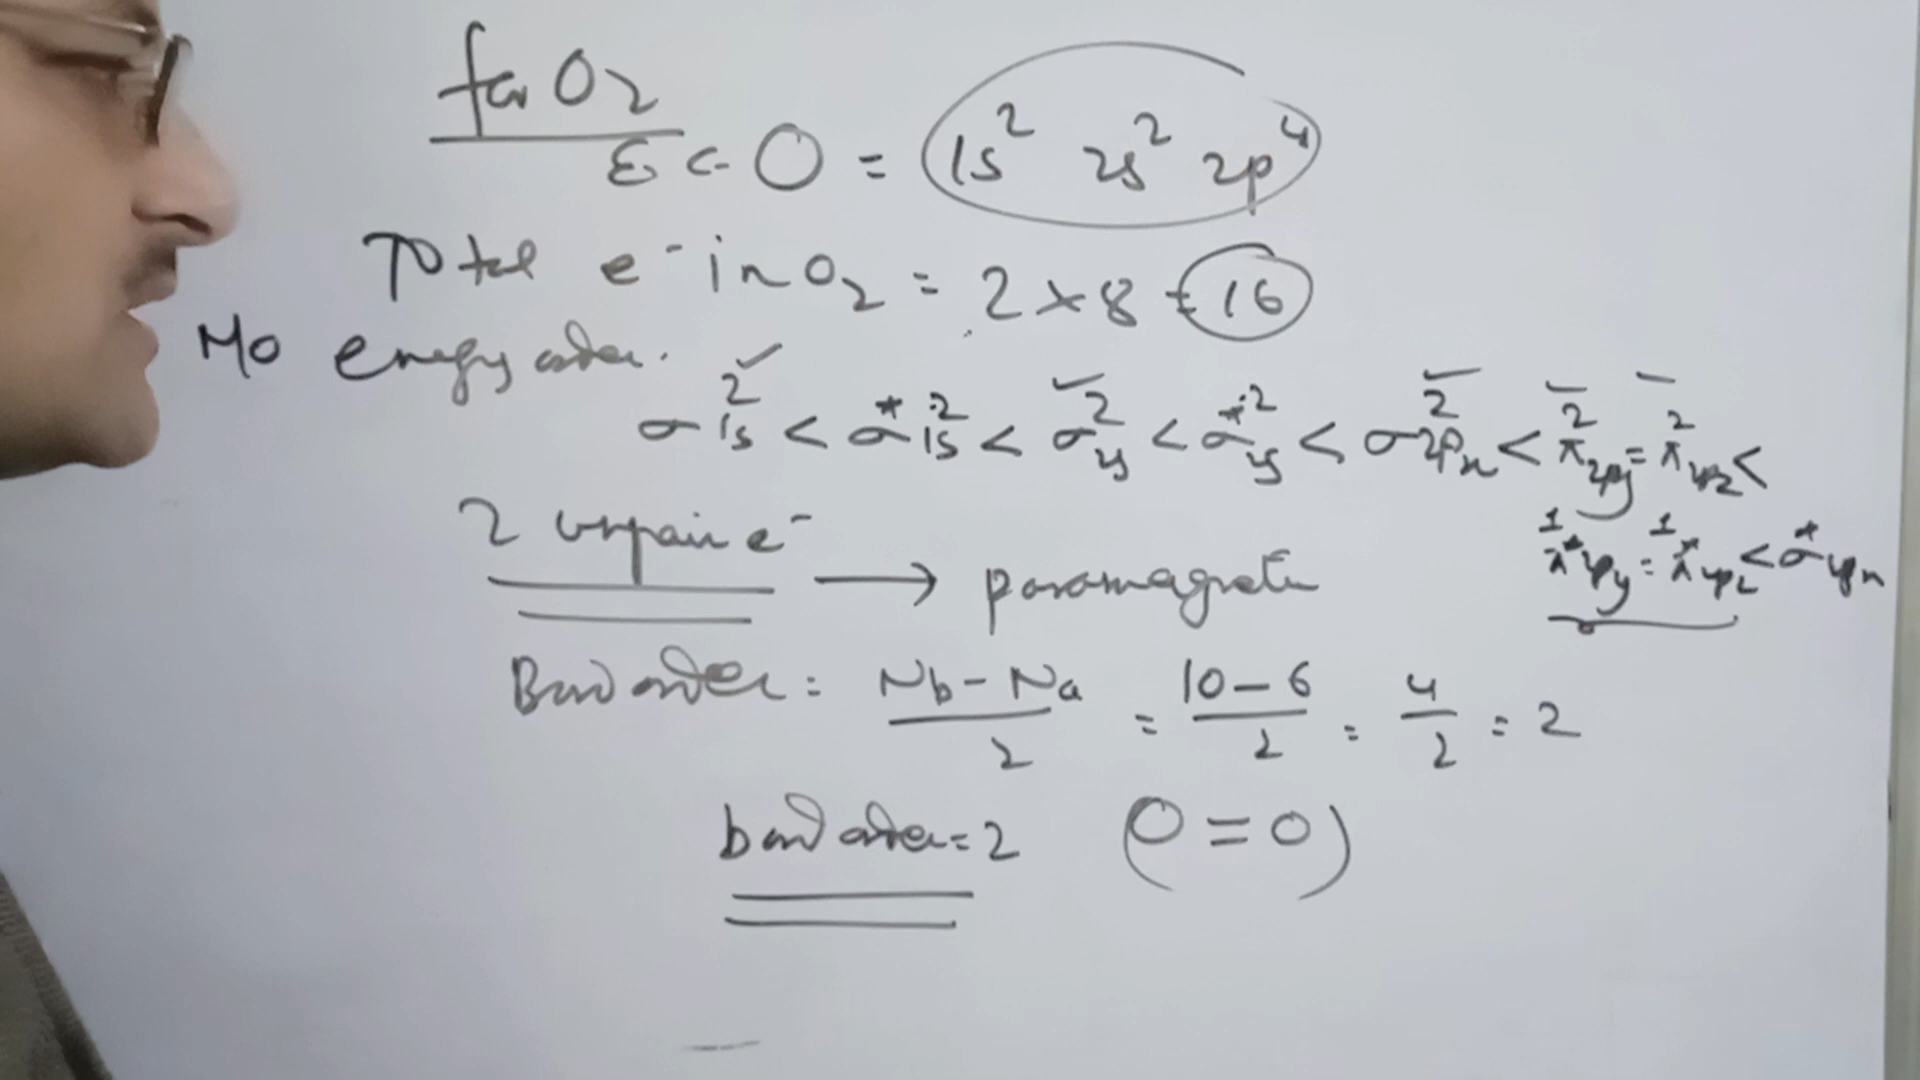 for O2
EC O = 1s² 2s² 2p⁴
Total e⁻ in O2 = 2 x 8 = 16
MO energy order.
σ1s² < σ*1s² < σ2s² < σ*2s² < σ2px² < π2py² = π2pz² <
π*2py¹ = π*2pz¹ < σ*2px
2 unpair e⁻ → paramagnetic
Bond order = Nb - Na / 2 = 10 - 6 / 2 = 4 / 2 = 2
bond order = 2 (O = O)